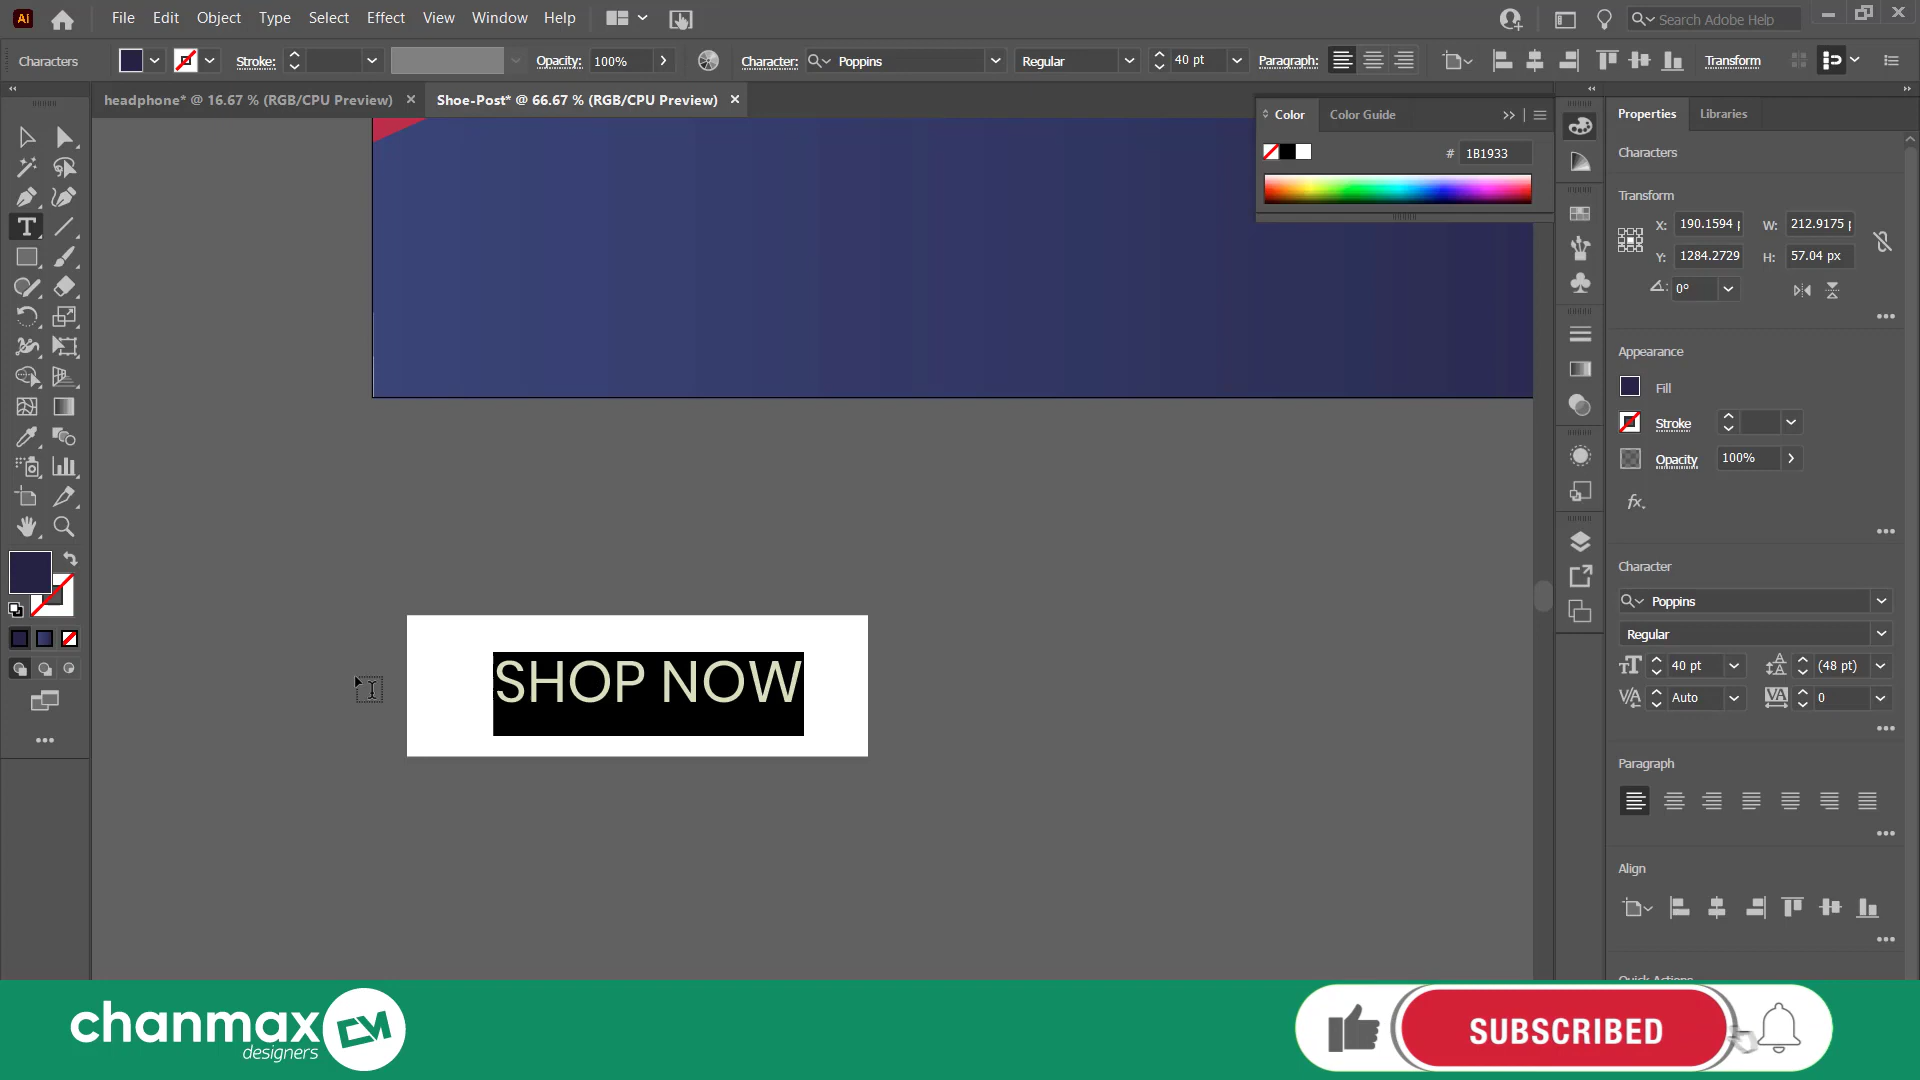 Ai File Edit Object Type Select Effect View Window Help Search Adobe Help
Characters Stroke: Opacity: 100% Character: Poppins Regular 40 pt Paragraph: Transform
headphone* @ 16.67 % (RGB/CPU Preview) Shoe-Post* @ 66.67 % (RGB/CPU Preview)
Color Color Guide
# 1B1933
Properties Libraries
Characters
Transform
X: 190.1594 W: 212.9175
Y: 1284.2729 H: 57.04 px
0°
Appearance
Fill
Stroke
Opacity 100%
fx.
Character
Poppins
Regular
40 pt (48 pt)
Auto 0
Paragraph
Align
SHOP NOW
chanmax
designers
CM
SUBSCRIBED